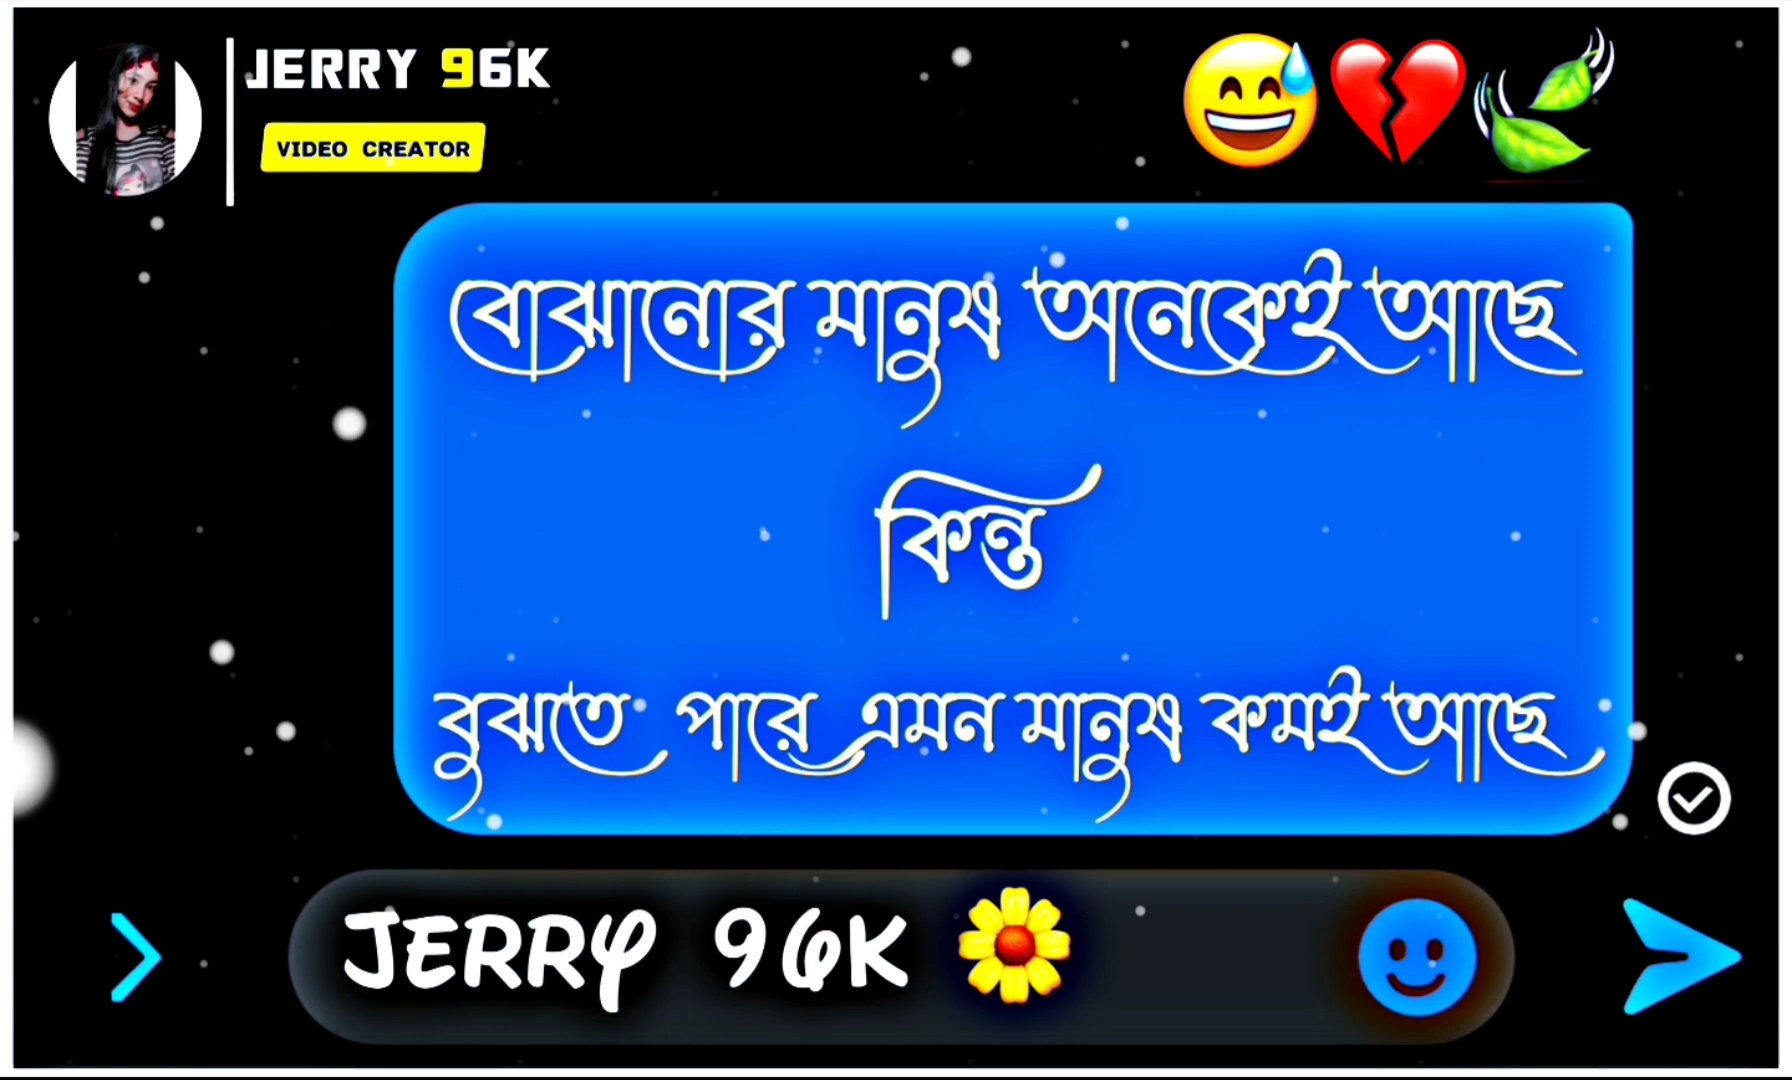 JERRY 96K
VIDEO CREATOR
😅💔🍃
বোঝানোর মানুষ অনেকেই আছে
কিন্তু
বুঝতে পারে এমন মানুষ কমই আছে
JERRY 96K 🌼